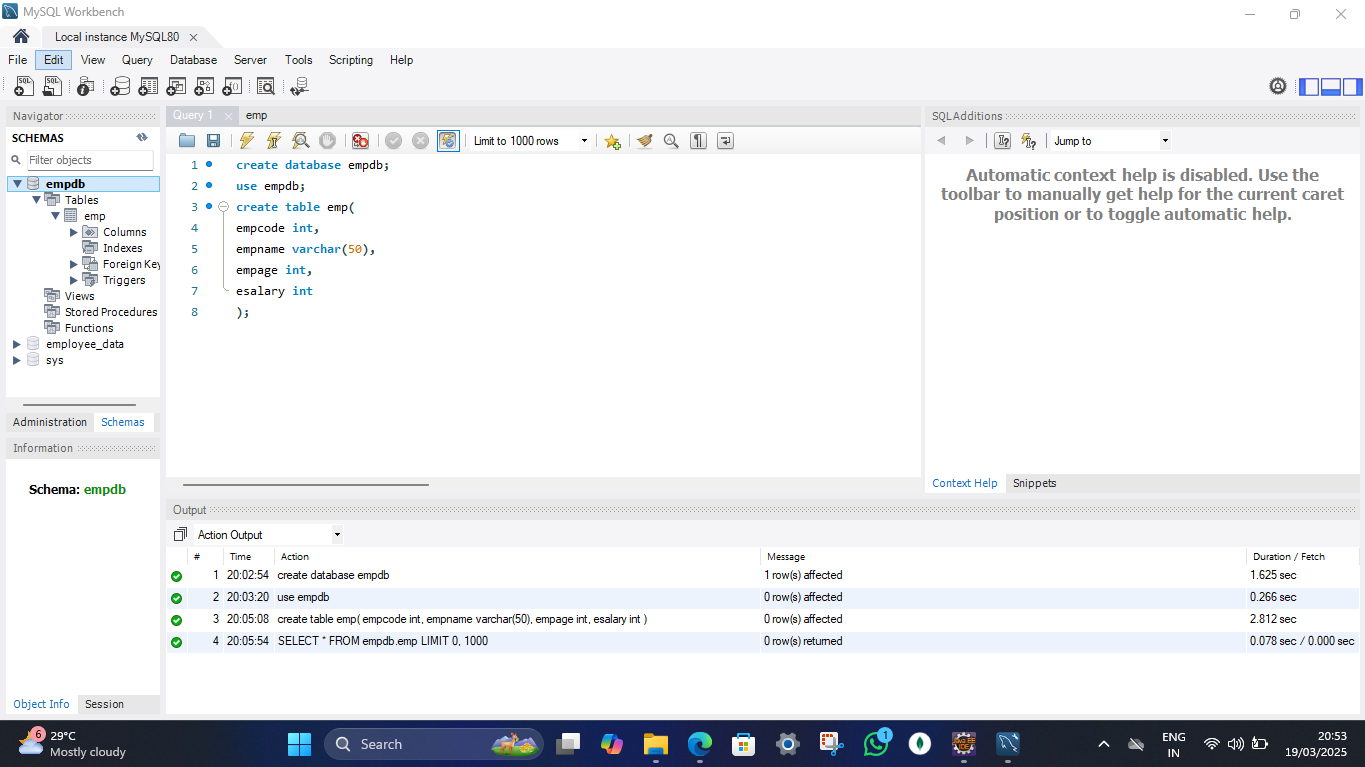 MySQL Workbench
Local instance MySQL80
File Edit View Query Database Server Tools Scripting Help
Navigator
SCHEMAS
Filter objects
empdb
Tables
emp
Columns
Indexes
Foreign Key
Triggers
Views
Stored Procedures
Functions
employee_data
sys
Administration Schemas
Information
Schema: empdb
Object Info Session
Query 1 emp
Limit to 1000 rows
1 create database empdb;
2 use empdb;
3 create table emp(
4 empcode int,
5 empname varchar(50),
6 empage int,
7 esalary int
8 );
SQLAdditions
Jump to
Automatic context help is disabled. Use the
toolbar to manually get help for the current caret
position or to toggle automatic help.
Context Help Snippets
Output
Action Output
# Time Action Message Duration / Fetch
1 20:02:54 create database empdb 1 row(s) affected 1.625 sec
2 20:03:20 use empdb 0 row(s) affected 0.266 sec
3 20:05:08 create table emp( empcode int, empname varchar(50), empage int, esalary int ) 0 row(s) affected 2.812 sec
4 20:05:54 SELECT * FROM empdb.emp LIMIT 0, 1000 0 row(s) returned 0.078 sec / 0.000 sec
6
29°C
Mostly cloudy
Search
1
ENG
IN
20:53
19/03/2025